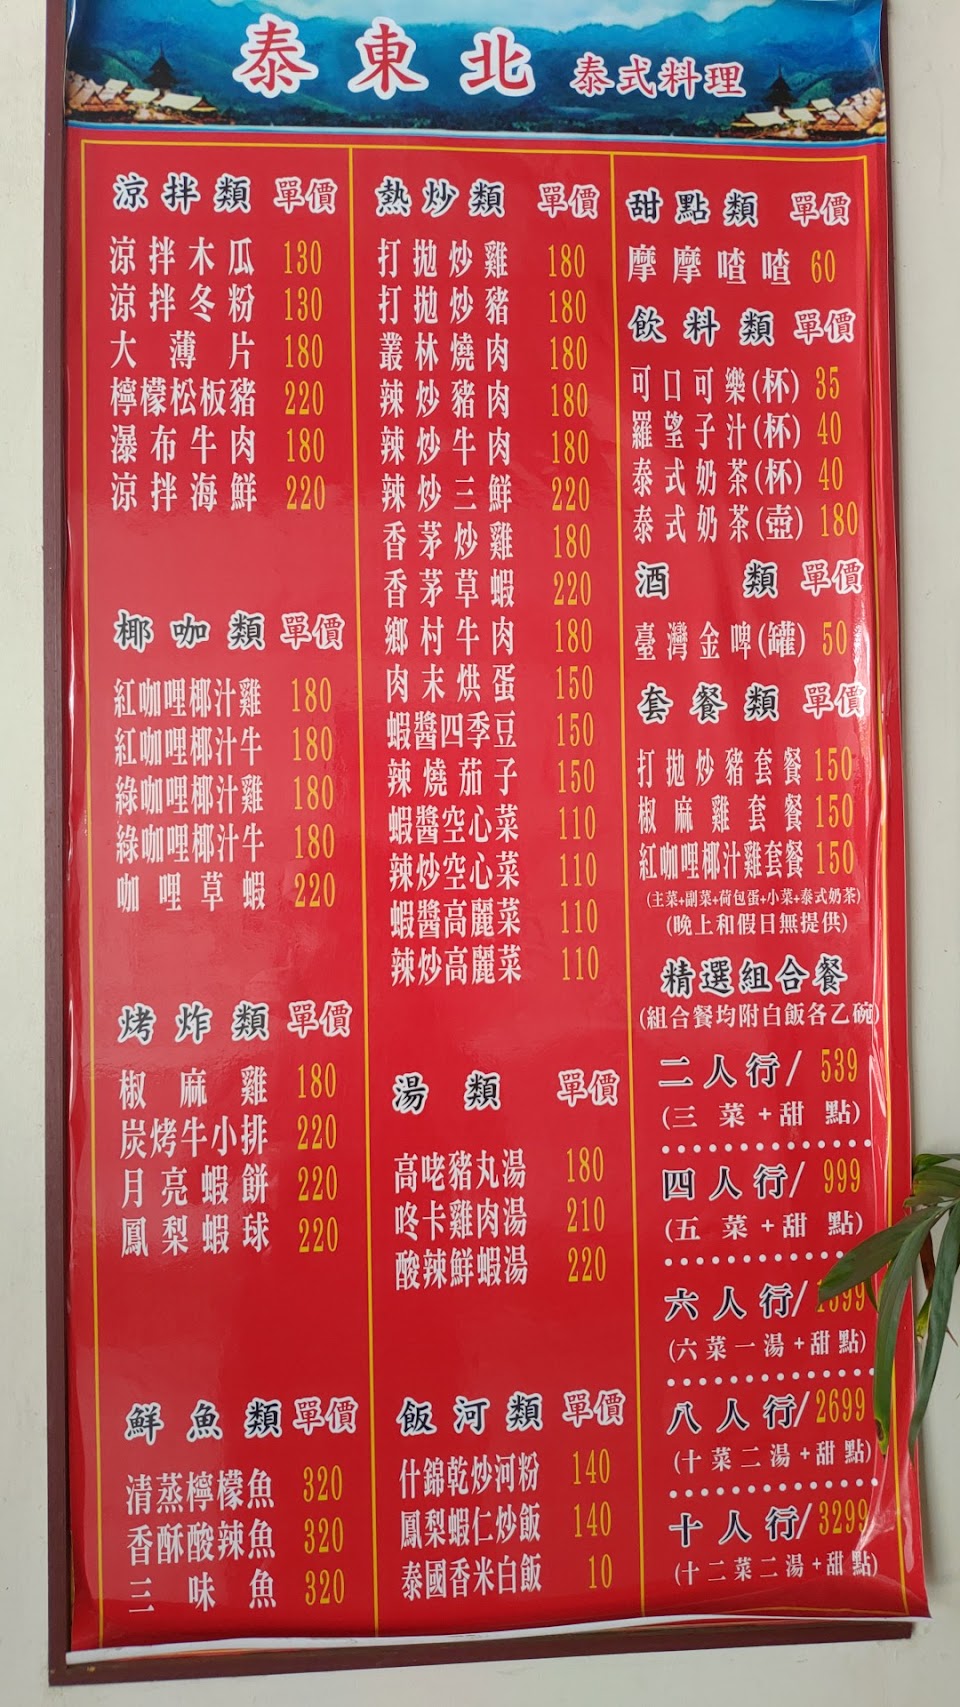 泰東北 泰式料理
涼拌類 單價
涼拌木瓜 130
涼拌冬粉 130
大薄片 180
檸檬松板豬 220
瀑布牛肉 180
涼拌海鮮 220
椰咖類 單價
紅咖哩椰汁雞 180
紅咖哩椰汁牛 180
綠咖哩椰汁雞 180
綠咖哩椰汁牛 180
咖哩草蝦 220
烤炸類 單價
椒麻雞 180
炭烤牛小排 220
月亮蝦餅 220
鳳梨蝦球 220
鮮魚類 單價
清蒸檸檬魚 320
香酥酸辣魚 320
三味魚 320
熱炒類 單價
打拋炒雞 180
打拋炒豬 180
叢林燒肉 180
辣炒豬肉 180
辣炒牛肉 180
辣炒三鮮 220
香茅炒雞 180
香茅草蝦 220
鄉村牛肉 180
肉末烘蛋 150
蝦醬四季豆 150
辣燒茄子 150
蝦醬空心菜 110
辣炒空心菜 110
蝦醬高麗菜 110
辣炒高麗菜 110
湯類 單價
高咾豬丸湯 180
咚卡雞肉湯 210
酸辣鮮蝦湯 220
飯河類 單價
什錦乾炒河粉 140
鳳梨蝦仁炒飯 140
泰國香米白飯 10
甜點類 單價
摩摩喳喳 60
飲料類 單價
可口可樂(杯) 35
羅望子汁(杯) 40
泰式奶茶(杯) 40
泰式奶茶(壺) 180
酒類 單價
臺灣金啤(罐) 50
套餐類 單價
打拋炒豬套餐 150
椒麻雞套餐 150
紅咖哩椰汁雞套餐 150
(主菜+副菜+荷包蛋+小菜+泰式奶茶)
(晚上和假日無提供)
精選組合餐
(組合餐均附白飯各乙碗)
二人行/ 539
(三菜+甜點)
四人行/ 999
(五菜+甜點)
六人行/
(六菜一湯+甜點)
八人行/2699
(十菜二湯+甜點)
十人行/3299
(十二菜二湯+甜點)